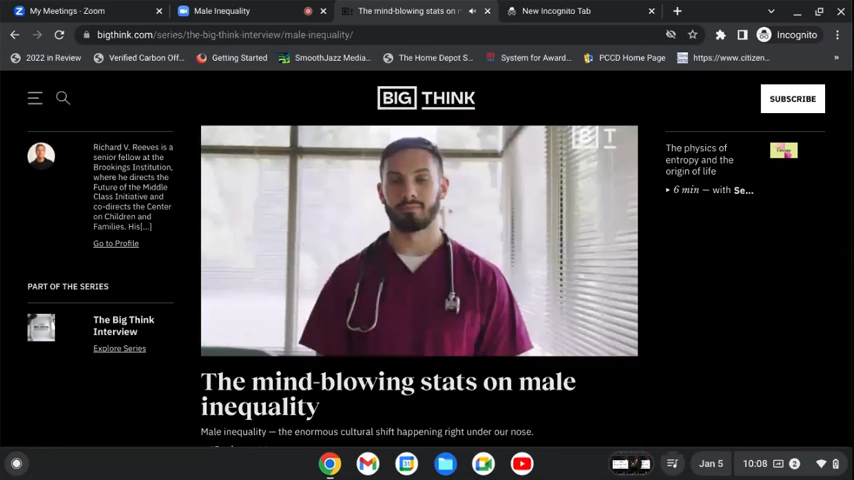 My Meetings - Zoom
Male Inequality
The mind-blowing stats on m
New Incognito Tab
bigthink.com/series/the-big-think-interview/male-inequality/
Incognito
2022 in Review
Verified Carbon Off...
Getting Started
SmoothJazz Media...
The Home Depot S...
System for Award...
PCCD Home Page
https://www.citizen...
BIG THINK
SUBSCRIBE
Richard V. Reeves is a
senior fellow at the
Brookings Institution,
where he directs the
Future of the Middle
Class Initiative and
co-directs the Center
on Children and
Families. His[...]
Go to Profile
PART OF THE SERIES
The Big Think
Interview
Explore Series
B T
The mind-blowing stats on male
inequality
Male inequality — the enormous cultural shift happening right under our nose.
The physics of
entropy and the
origin of life
6 min — with Se...
Jan 5
10:08
2